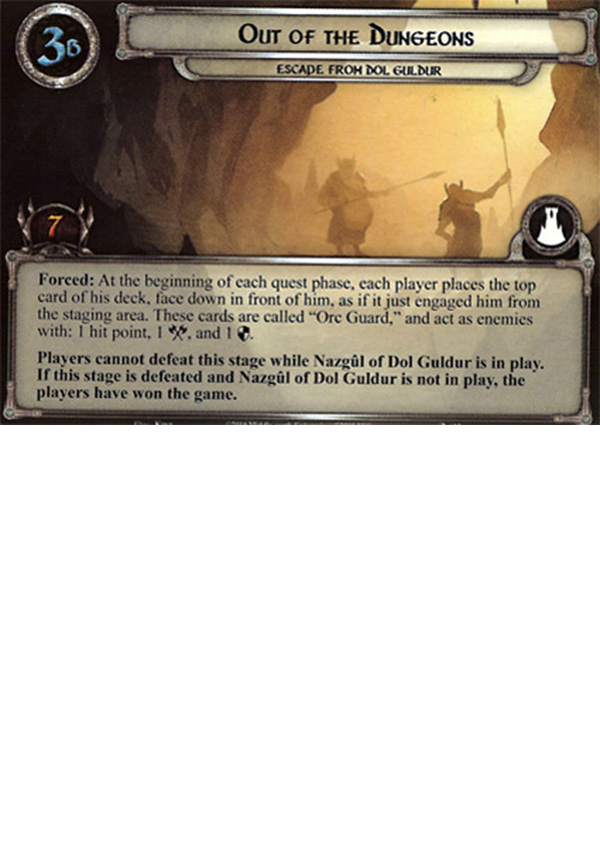 3B
OUT OF THE DUNGEONS
ESCAPE FROM DOL GULDUR
7
Forced: At the beginning of each quest phase, each player places the top
card of his deck, face down in front of him, as if it just engaged him from
the staging area. These cards are called “Orc Guard,” and act as enemies
with: 1 hit point, 1 , and 1 .
Players cannot defeat this stage while Nazgûl of Dol Guldur is in play.
If this stage is defeated and Nazgûl of Dol Guldur is not in play, the
players have won the game.